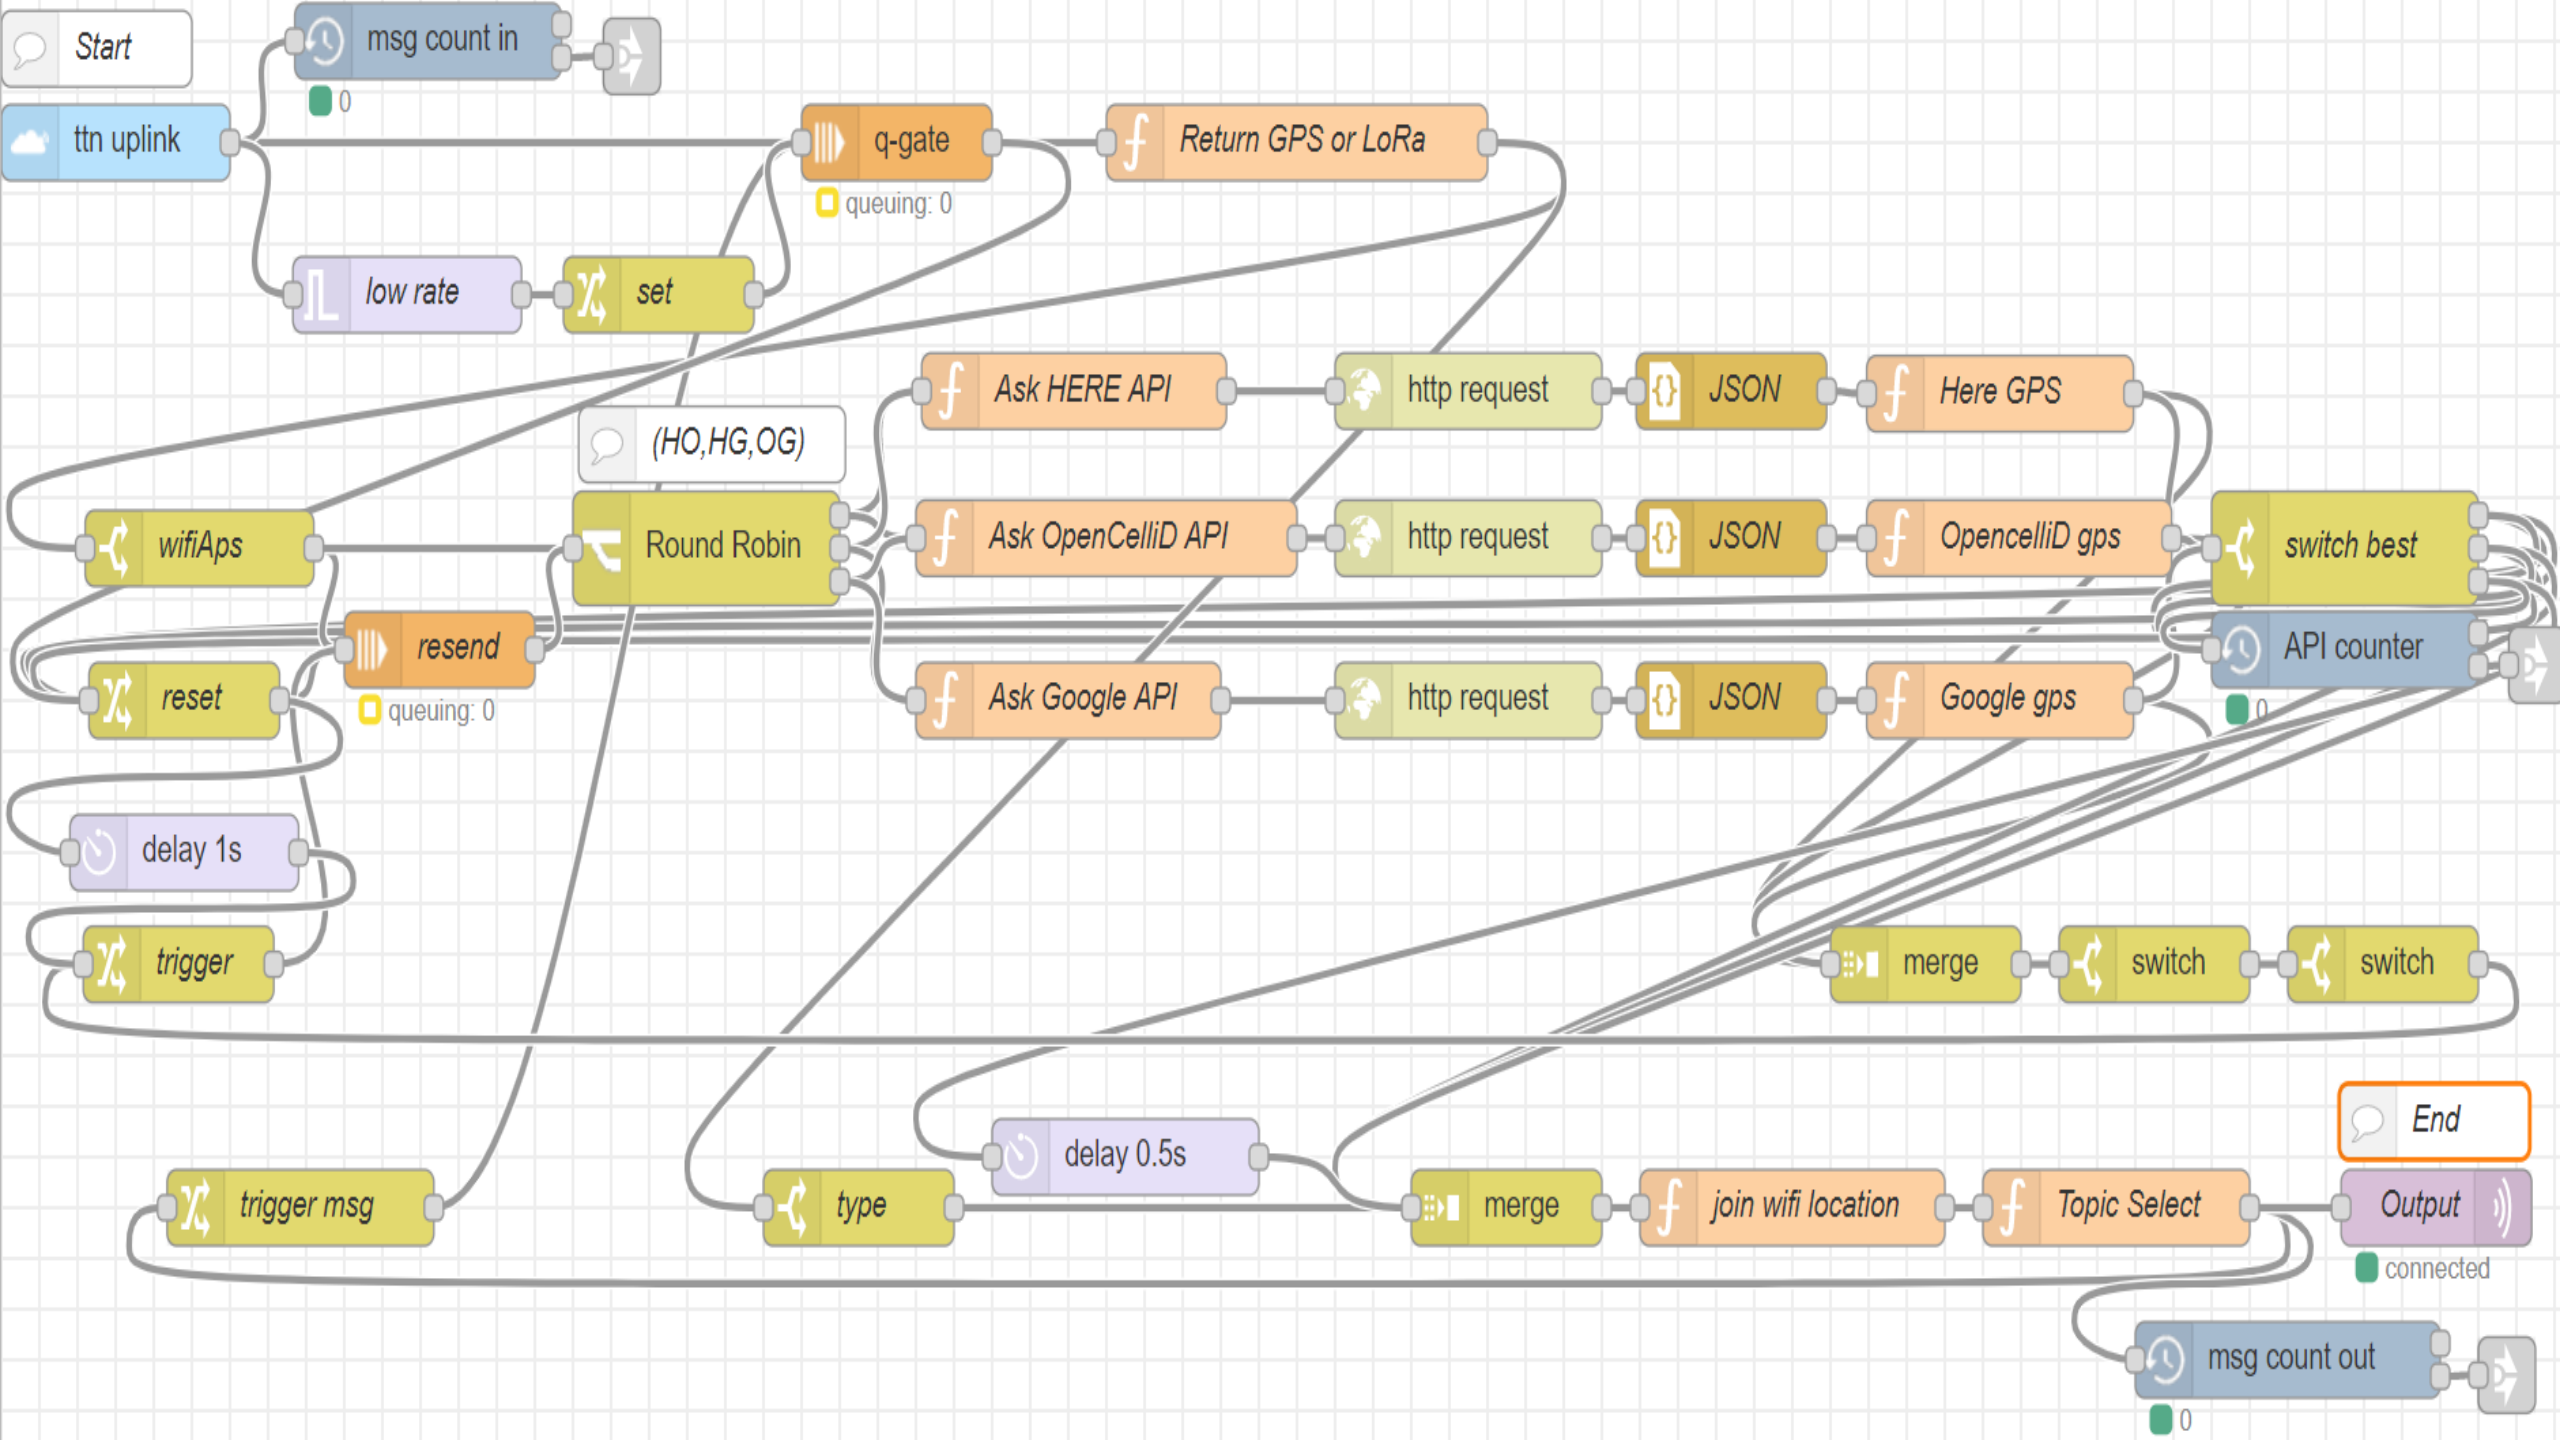 Start
msg count in
0
ttn uplink
q-gate
Return GPS or LoRa
queuing: 0
low rate
set
Ask HERE API
http request
JSON
Here GPS
(HO,HG,OG)
wifiAps
Round Robin
Ask OpenCelliD API
http request
JSON
OpencelliD gps
switch best
resend
API counter
reset
queuing: 0
Ask Google API
http request
JSON
Google gps
0
delay 1s
trigger
merge
switch
switch
End
delay 0.5s
trigger msg
type
merge
join wifi location
Topic Select
Output
connected
msg count out
0